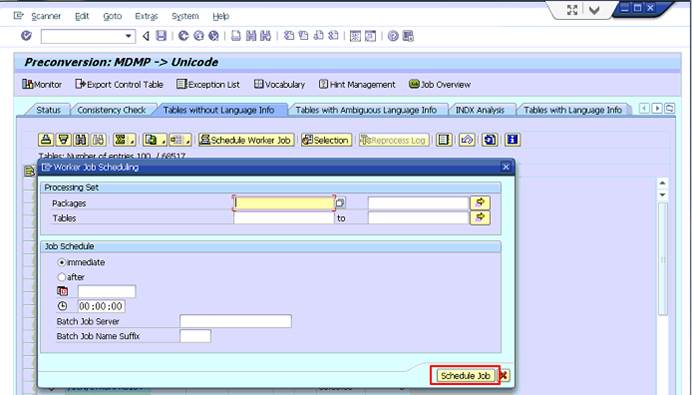 Scanner Edit Goto Extras System Help
Preconversion: MDMP -> Unicode
Monitor Export Control Table Exception List Vocabulary Hint Management Job Overview
Status Consistency Check Tables without Language Info Tables with Ambiguous Language Info INDX Analysis Tables with Language Info
Schedule Worker Job Selection Reprocess Log
Tables: Number of entries 100 / 68517
Worker Job Scheduling
Processing Set
Packages
Tables to
Job Schedule
immediate
after
00:00:00
Batch Job Server
Batch Job Name Suffix
Schedule Job